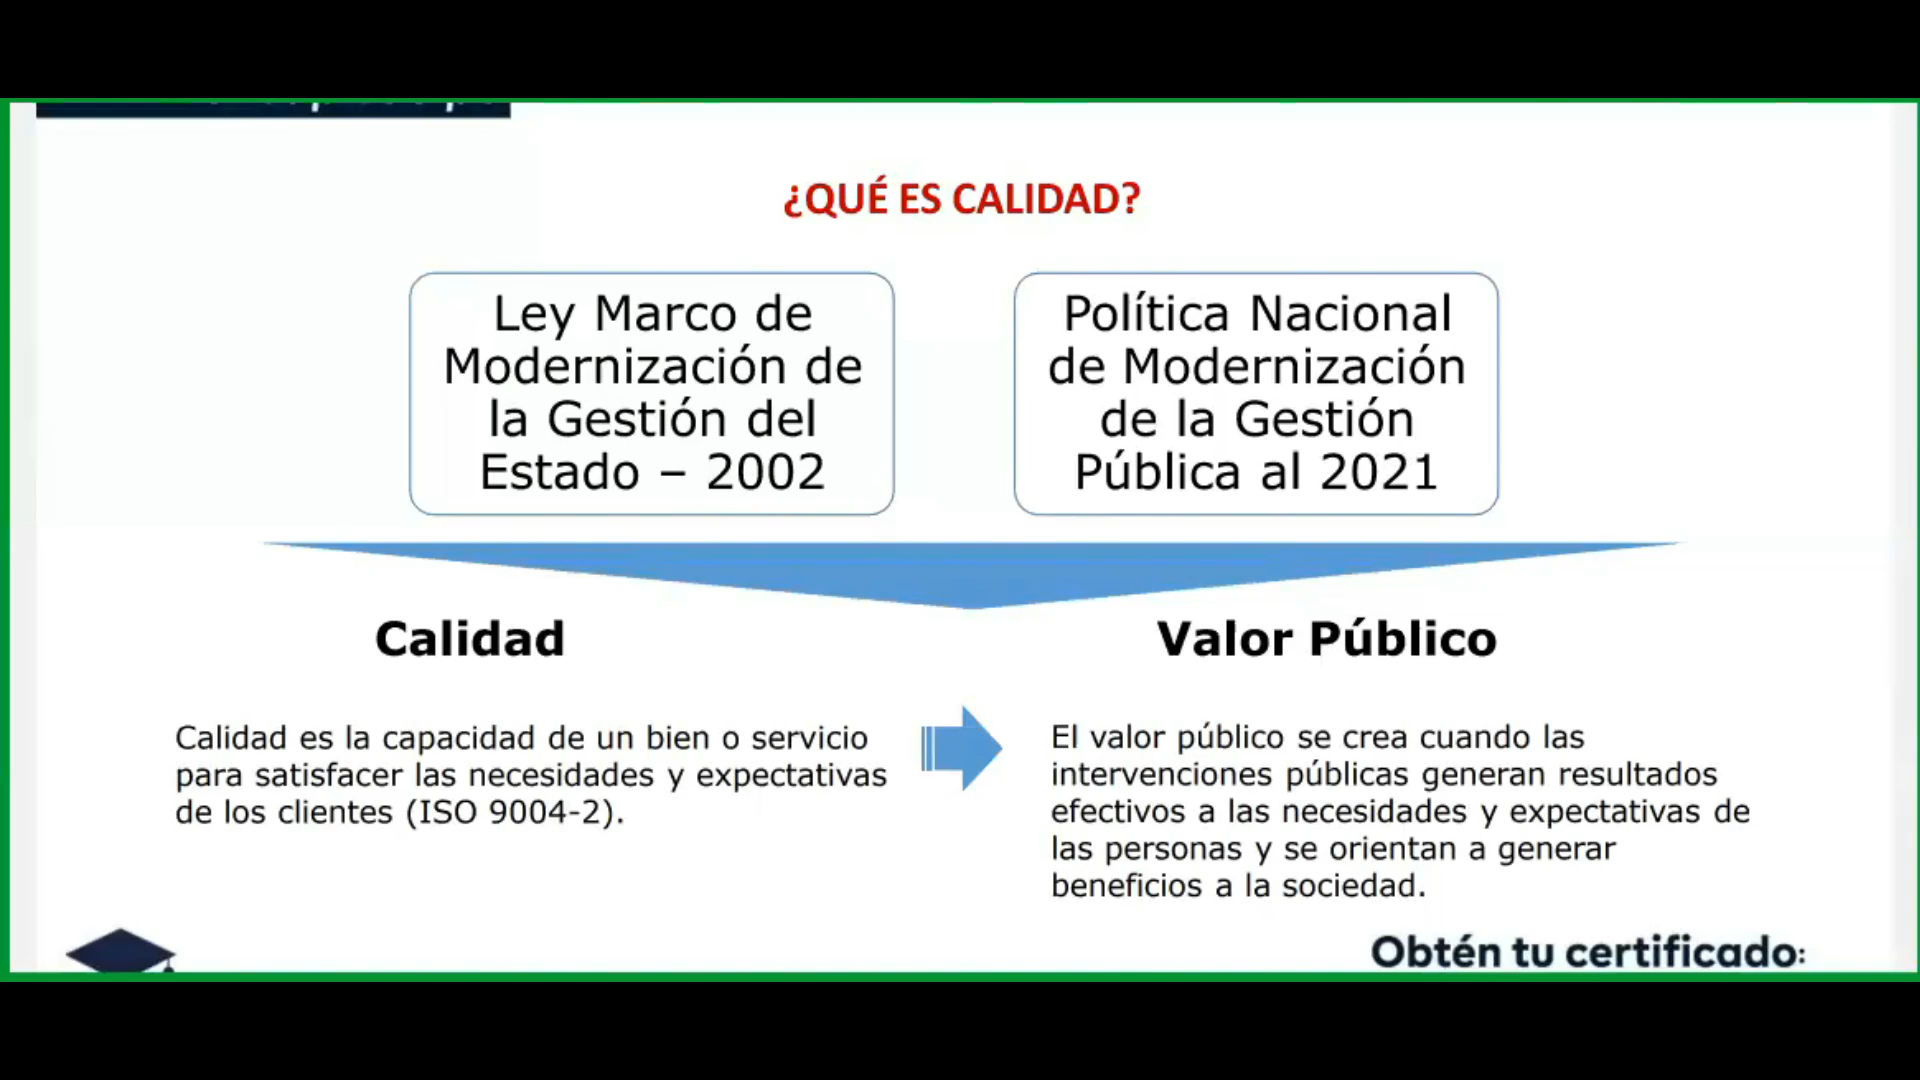 ¿QUÉ ES CALIDAD?
Ley Marco de
Modernización de
la Gestión del
Estado – 2002
Política Nacional
de Modernización
de la Gestión
Pública al 2021
Calidad
Calidad es la capacidad de un bien o servicio
para satisfacer las necesidades y expectativas
de los clientes (ISO 9004-2).
Valor Público
El valor público se crea cuando las
intervenciones públicas generan resultados
efectivos a las necesidades y expectativas de
las personas y se orientan a generar
beneficios a la sociedad.
Obtén tu certificado: